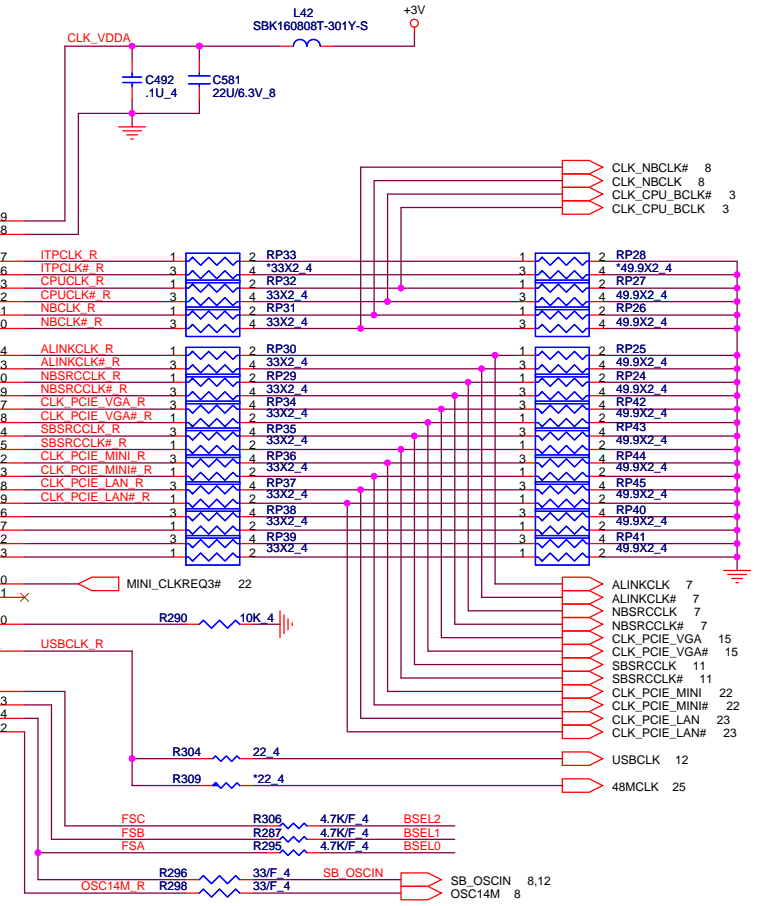 L42
+3V
SBK160808T-301Y-S
CLK_VDDA
C492
.1U_4
C581
22U/6.3V_8
CLK_NBCLK# 8
CLK_NBCLK 8
CLK_CPU_BCLK# 3
CLK_CPU_BCLK 3
9
8
7 ITPCLK_R 1 2 RP33 1 2 RP28
6 ITPCLK#_R 3 4 *33X2_4 3 4 *49.9X2_4
3 CPUCLK_R 1 2 RP32 1 2 RP27
2 CPUCLK#_R 3 4 33X2_4 3 4 49.9X2_4
1 NBCLK_R 1 2 RP31 1 2 RP26
0 NBCLK#_R 3 4 33X2_4 3 4 49.9X2_4
4 ALINKCLK_R 1 2 RP30 1 2 RP25
3 ALINKCLK#_R 3 4 33X2_4 3 4 49.9X2_4
0 NBSRCCLK_R 1 2 RP29 1 2 RP24
9 NBSRCCLK#_R 3 4 33X2_4 3 4 49.9X2_4
7 CLK_PCIE_VGA_R 3 4 RP34 3 4 RP42
8 CLK_PCIE_VGA#_R 1 2 33X2_4 1 2 49.9X2_4
4 SBSRCCLK_R 3 4 RP35 3 4 RP43
5 SBSRCCLK#_R 1 2 33X2_4 1 2 49.9X2_4
2 CLK_PCIE_MINI_R 3 4 RP36 3 4 RP44
3 CLK_PCIE_MINI#_R 1 2 33X2_4 1 2 49.9X2_4
8 CLK_PCIE_LAN_R 3 4 RP37 3 4 RP45
9 CLK_PCIE_LAN#_R 1 2 33X2_4 1 2 49.9X2_4
6 3 4 RP38 3 4 RP40
7 1 2 33X2_4 1 2 49.9X2_4
2 3 4 RP39 3 4 RP41
3 1 2 33X2_4 1 2 49.9X2_4
0 MINI_CLKREQ3# 22
1
0 R290 10K_4
ALINKCLK 7
ALINKCLK# 7
NBSRCCLK 7
NBSRCCLK# 7
CLK_PCIE_VGA 15
CLK_PCIE_VGA# 15
SBSRCCLK 11
SBSRCCLK# 11
CLK_PCIE_MINI 22
CLK_PCIE_MINI# 22
CLK_PCIE_LAN 23
CLK_PCIE_LAN# 23
USBCLK_R
3
4
2
R304 22_4 USBCLK 12
R309 *22_4 48MCLK 25
FSC R306 4.7K/F_4 BSEL2
FSB R287 4.7K/F_4 BSEL1
FSA R295 4.7K/F_4 BSEL0
R296 33/F_4 SB_OSCIN SB_OSCIN 8,12
OSC14M_R R298 33/F_4 OSC14M 8